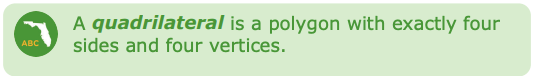 ABC
A quadrilateral is a polygon with exactly four
sides and four vertices.